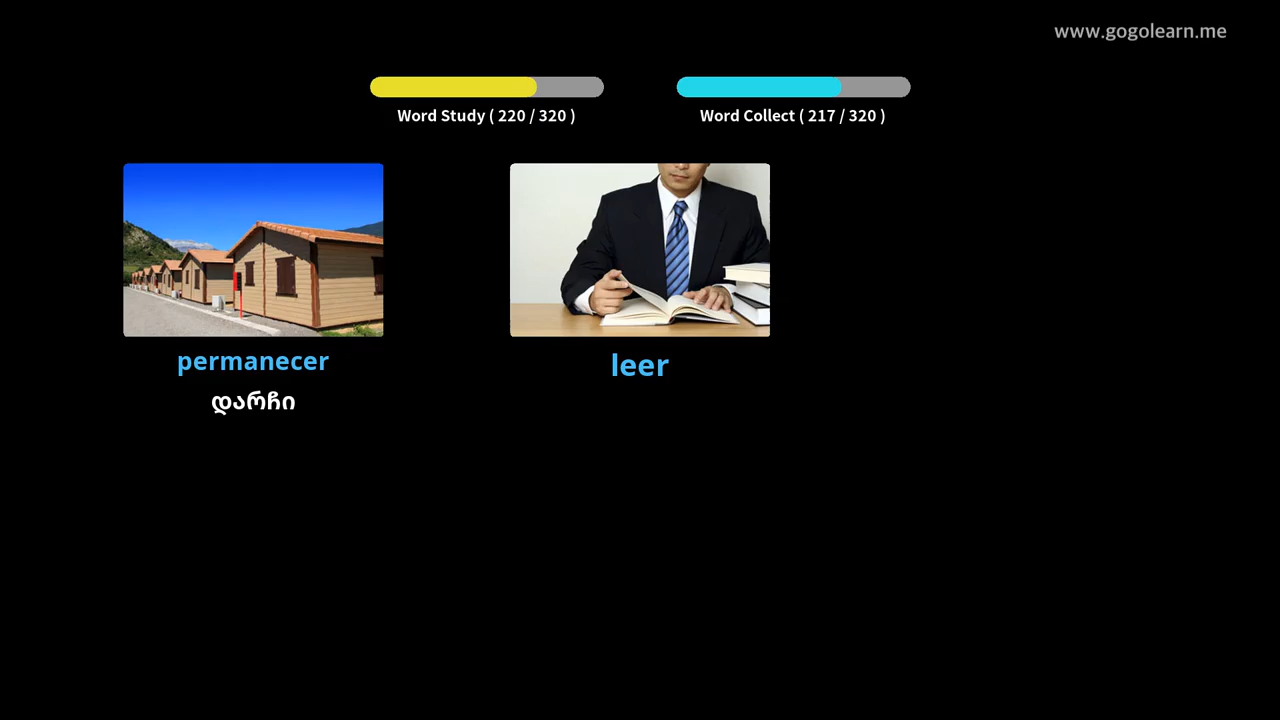 www.gogolearn.me
Word Study ( 220 / 320 )
Word Collect ( 217 / 320 )
permanecer
დარჩი
leer